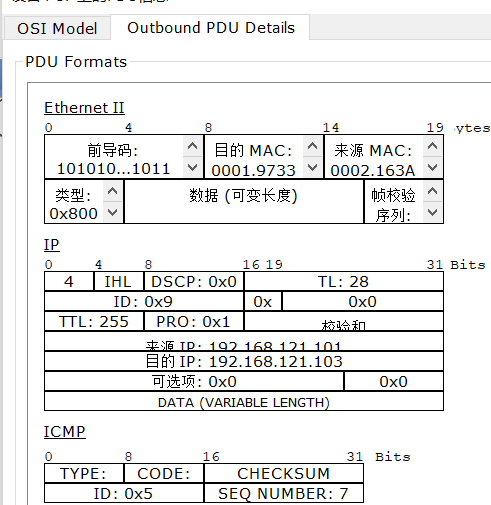 OSI Model Outbound PDU Details
PDU Formats
Ethernet II
0 4 8 14 19 ytes
前导码: 目的 MAC: 来源 MAC:
101010...1011 0001.9733 0002.163A
类型: 数据 (可变长度) 帧校验
0x800 序列:
IP
0 4 8 16 19 31 Bits
4 IHL DSCP: 0x0 TL: 28
ID: 0x9 0x 0x0
TTL: 255 PRO: 0x1 校验和
来源 IP: 192.168.121.101
目的 IP: 192.168.121.103
可选项: 0x0 0x0
DATA (VARIABLE LENGTH)
ICMP
0 8 16 31 Bits
TYPE: CODE: CHECKSUM
ID: 0x5 SEQ NUMBER: 7